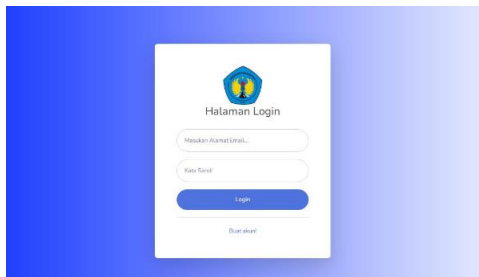 Halaman Login
Masukan Alamat Email...
Kata Sandi
Login
Buat akun!